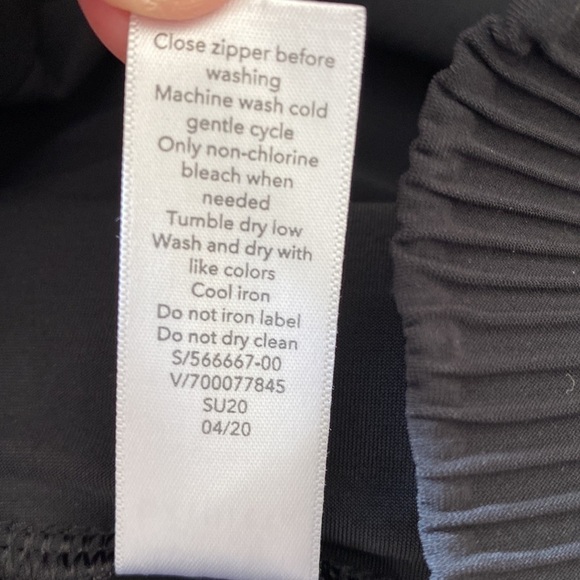 Close zipper before
washing
Machine wash cold
gentle cycle
Only non-chlorine
bleach when
needed
Tumble dry low
Wash and dry with
like colors
Cool iron
Do not iron label
Do not dry clean
S/566667-00
V/700077845
SU20
04/20